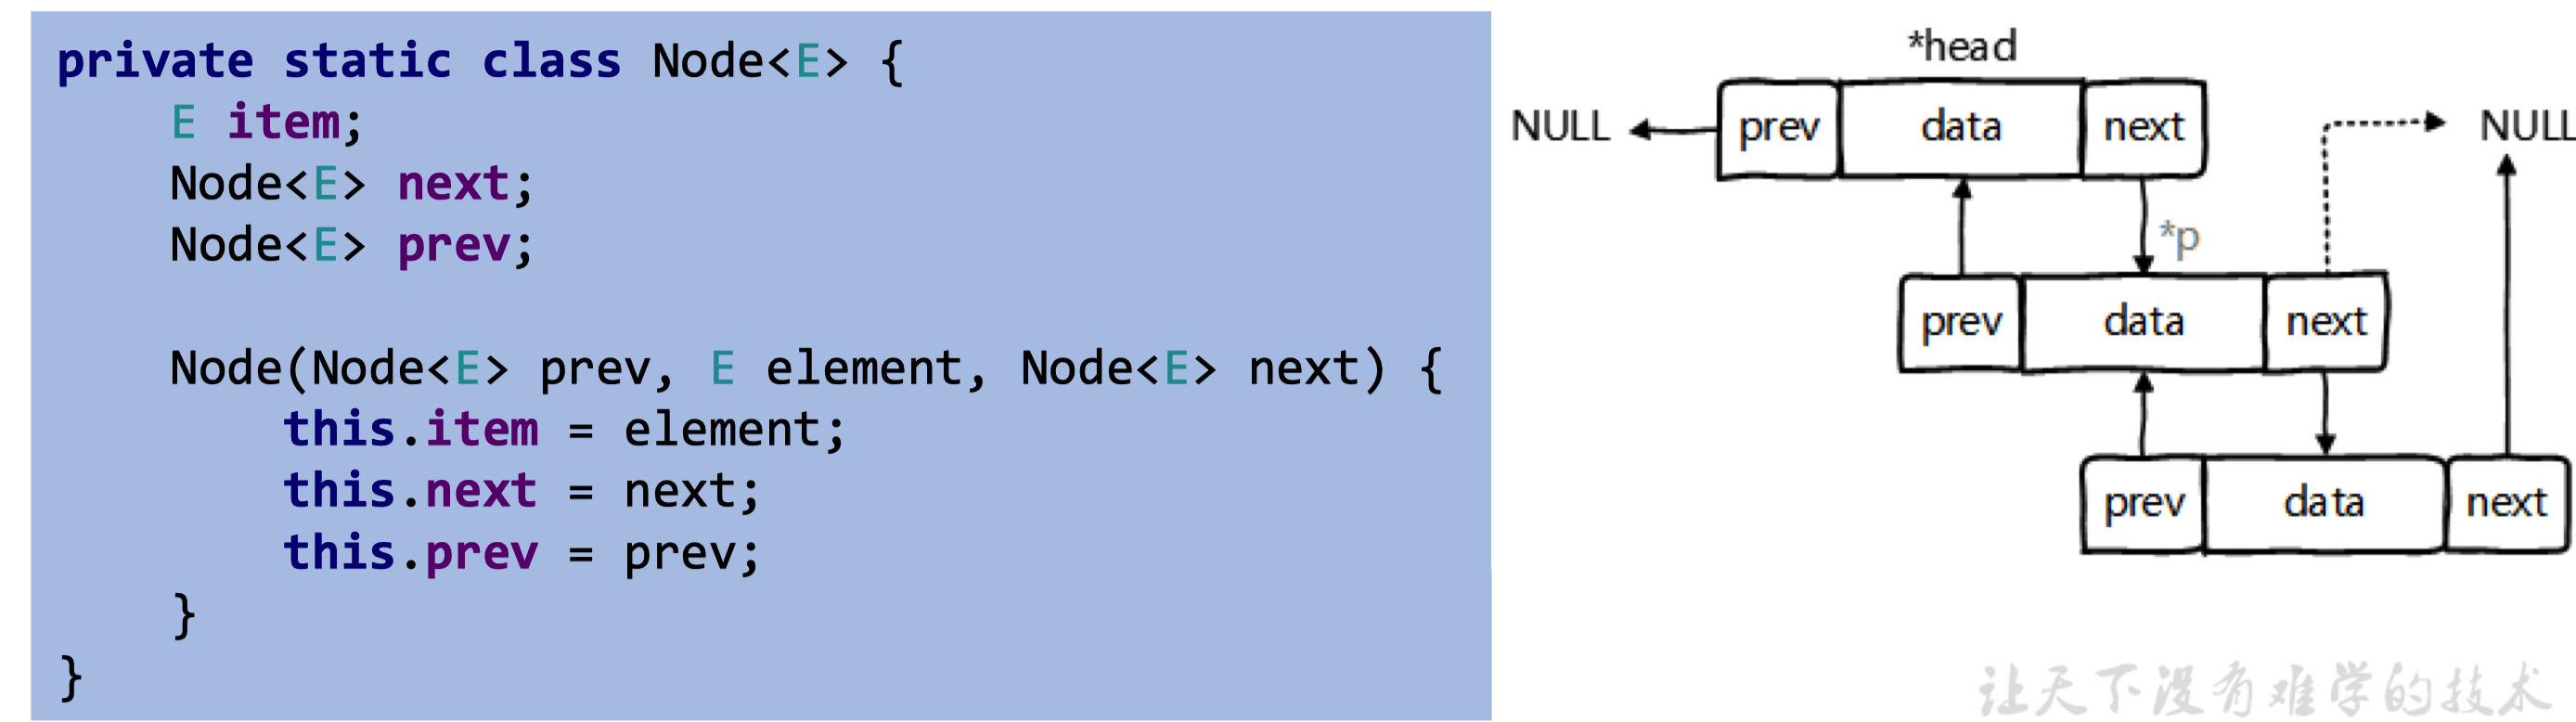 private static class Node<E> {
E item;
Node<E> next;
Node<E> prev;
Node(Node<E> prev, E element, Node<E> next) {
this.item = element;
this.next = next;
this.prev = prev;
}
}
*head
NULL prev data next NULL
*p
prev data next
prev data next
让天下没有难学的技术